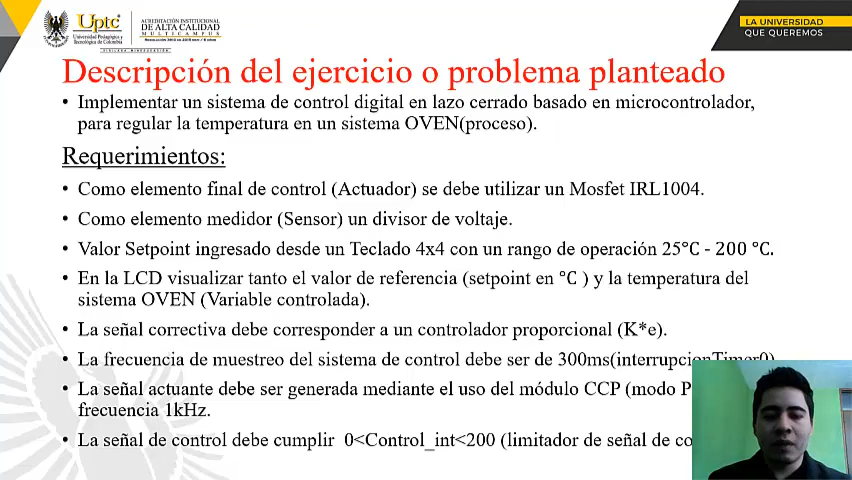 Uptc
Universidad Pedagógica y
Tecnológica de Colombia
ACREDITACIÓN INSTITUCIONAL
DE ALTA CALIDAD
MULTICAMPUS
LA UNIVERSIDAD
QUE QUEREMOS
Descripción del ejercicio o problema planteado
• Implementar un sistema de control digital en lazo cerrado basado en microcontrolador,
para regular la temperatura en un sistema OVEN(proceso).
Requerimientos:
• Como elemento final de control (Actuador) se debe utilizar un Mosfet IRL1004.
• Como elemento medidor (Sensor) un divisor de voltaje.
• Valor Setpoint ingresado desde un Teclado 4x4 con un rango de operación 25°C - 200 °C.
• En la LCD visualizar tanto el valor de referencia (setpoint en °C ) y la temperatura del
sistema OVEN (Variable controlada).
• La señal correctiva debe corresponder a un controlador proporcional (K*e).
• La frecuencia de muestreo del sistema de control debe ser de 300ms(interrupcionTimer0)
• La señal actuante debe ser generada mediante el uso del módulo CCP (modo P
frecuencia 1kHz.
• La señal de control debe cumplir 0<Control_int<200 (limitador de señal de co